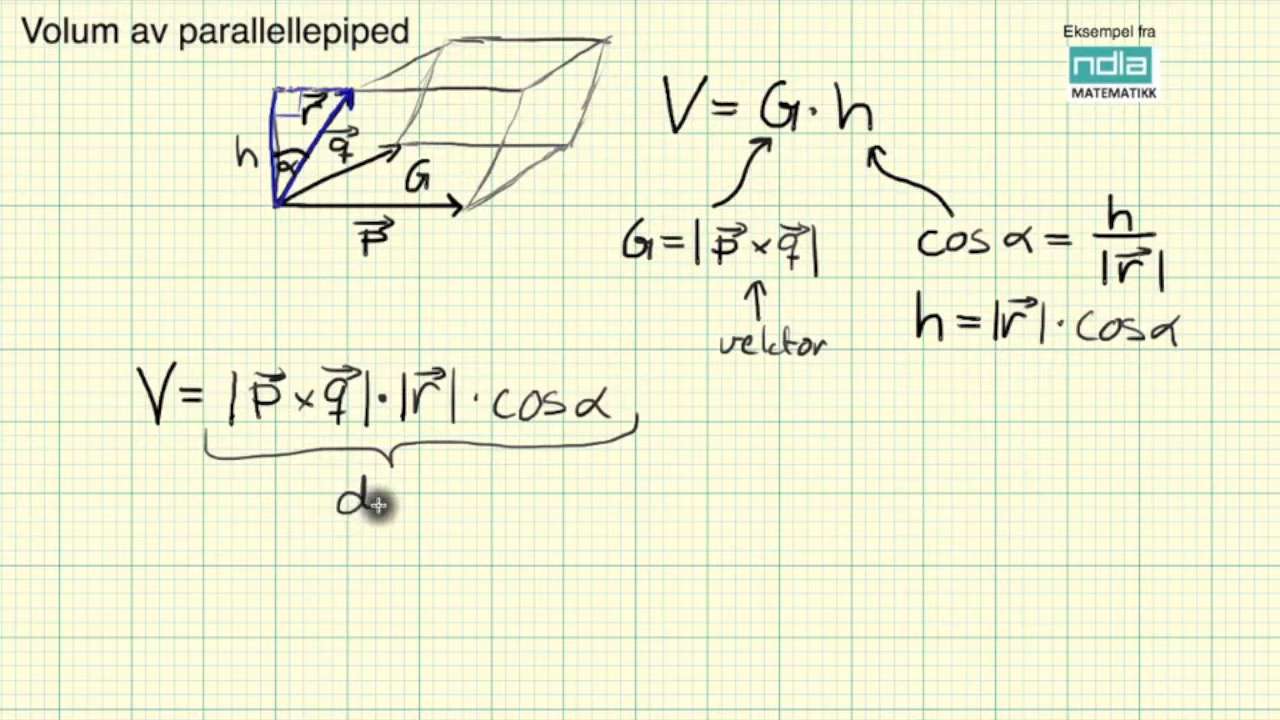 Volum av parallellepiped
Eksempel fra
ndla
MATEMATIKK
h
α
r⃗
q⃗
G
p⃗
V = G · h
G = |p⃗ × q⃗|
vektor
cos α = h / |r⃗|
h = |r⃗| · cos α
V = |p⃗ × q⃗| · |r⃗| · cos α
d